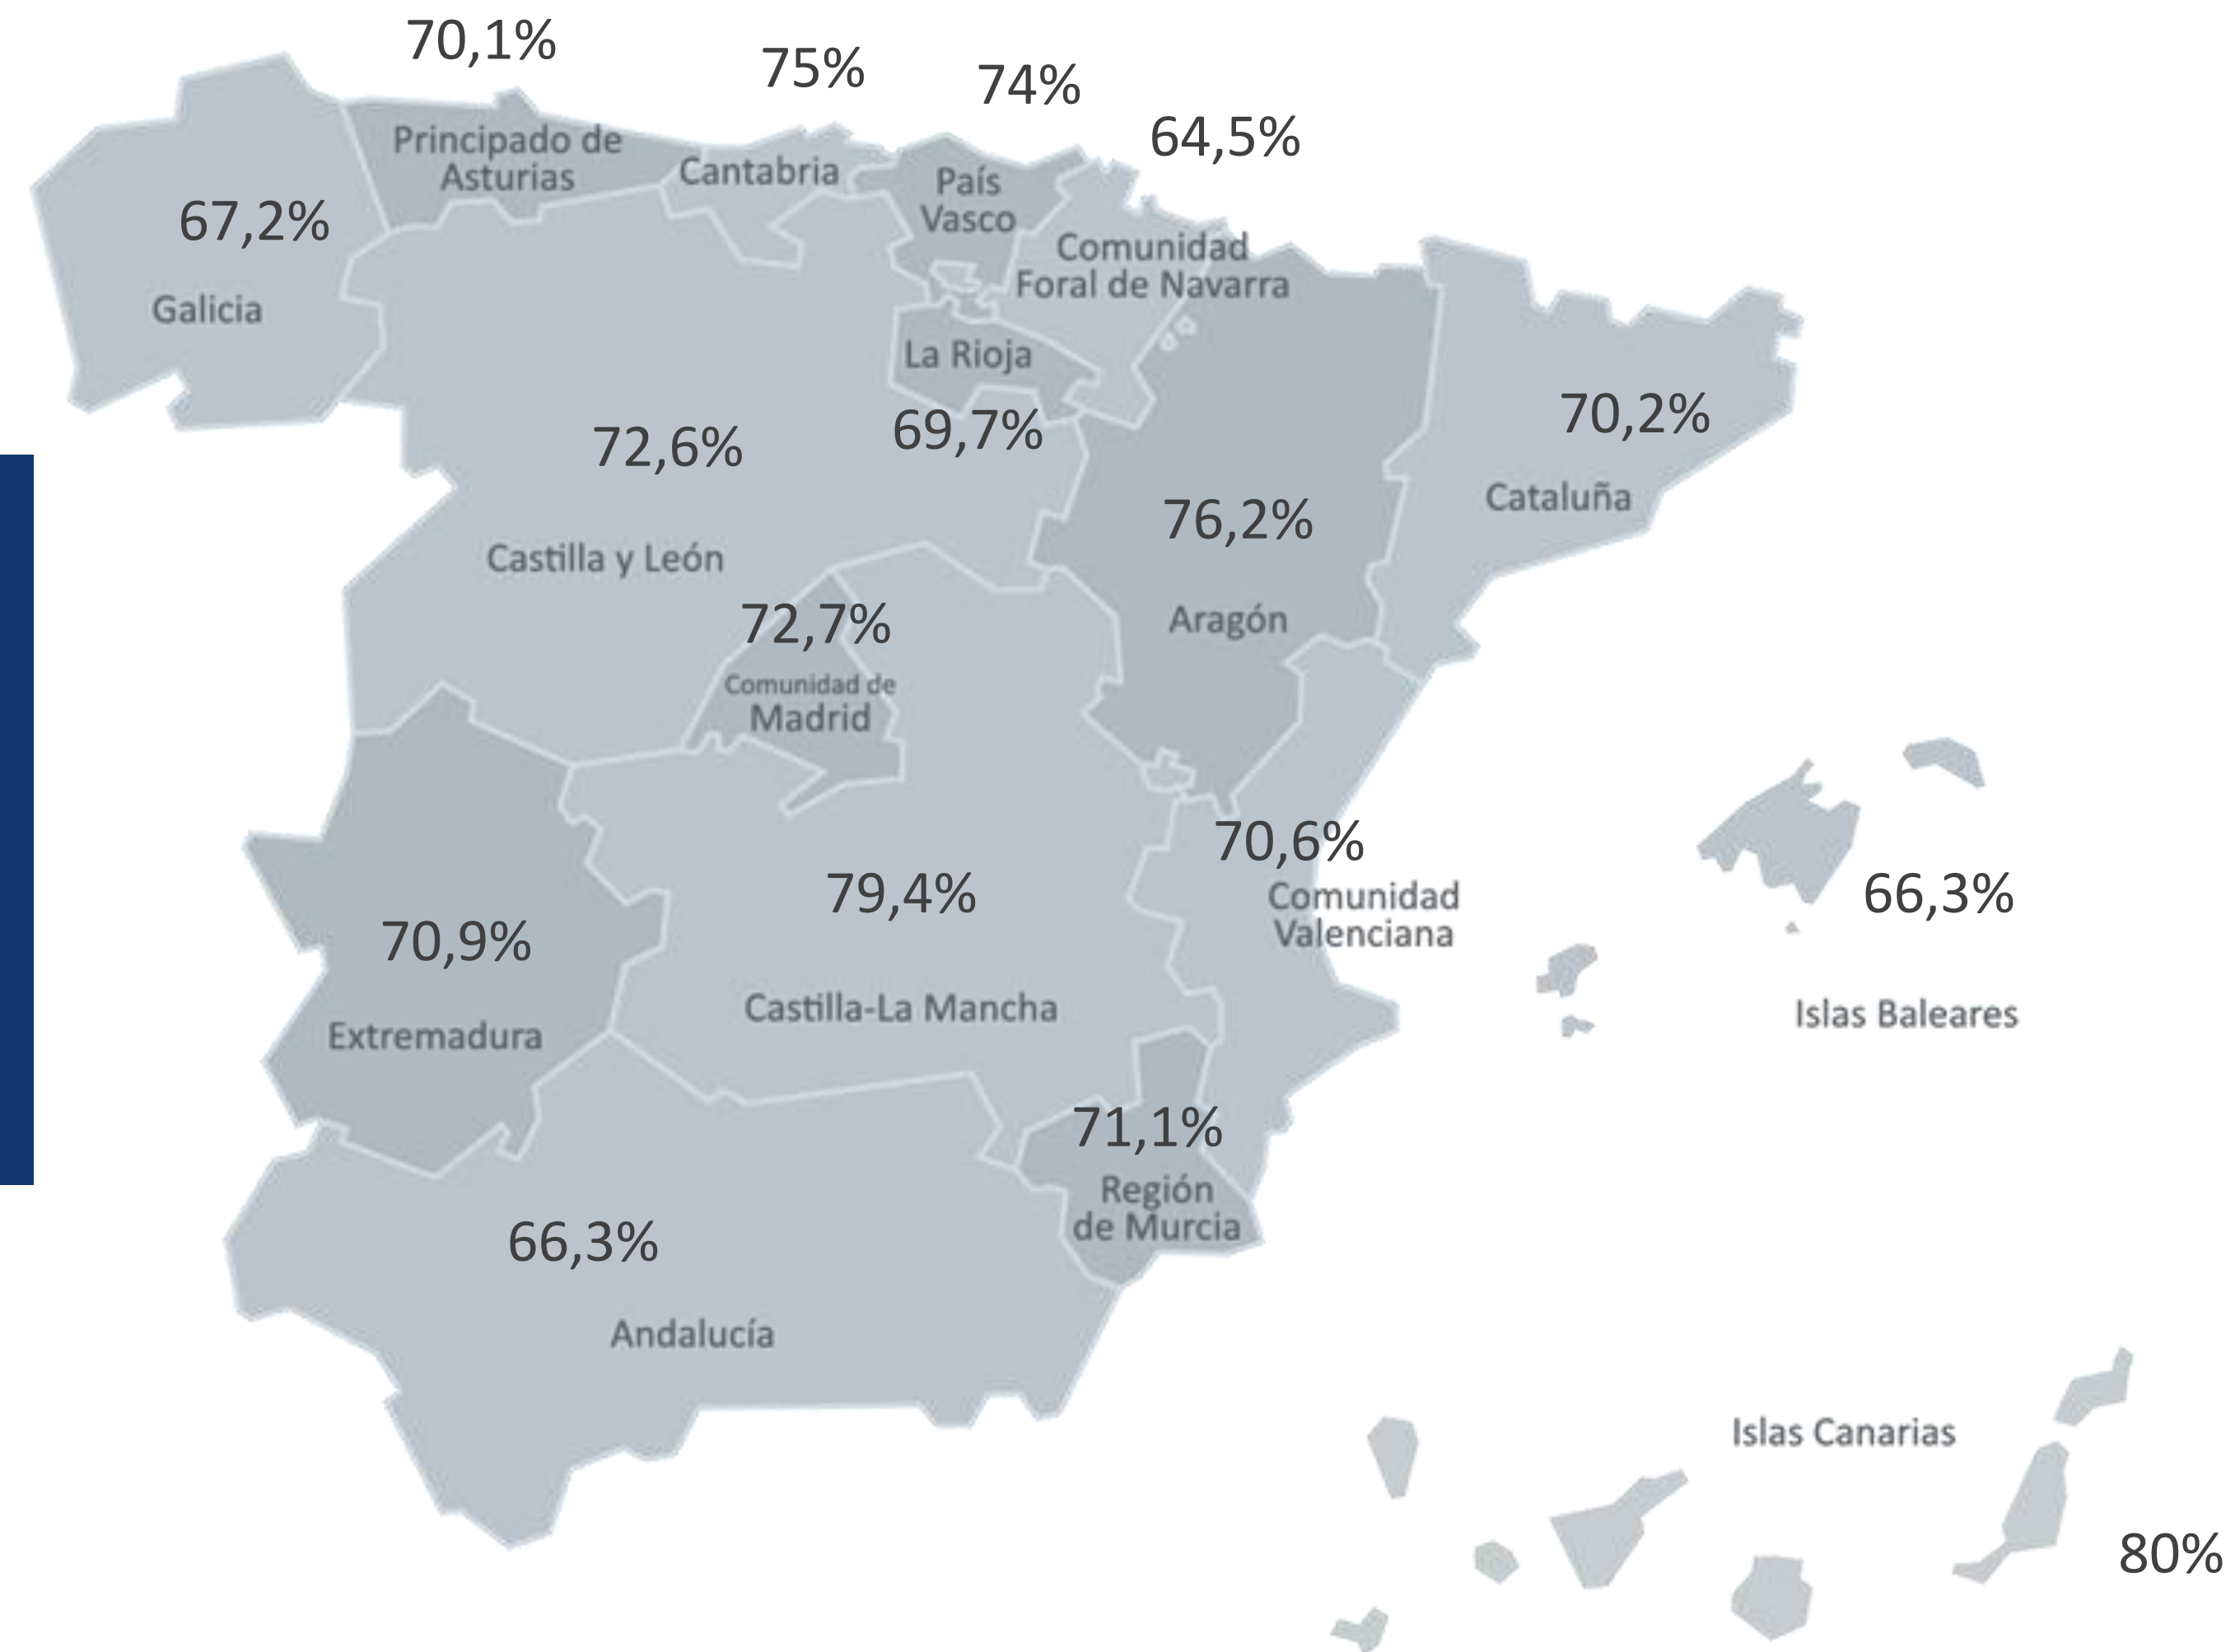 70,1%
75%
74%
64,5%
Principado de
Asturias
Cantabria
País
Vasco
67,2%
Comunidad
Foral de Navarra
Galicia
La Rioja
70,2%
72,6%
69,7%
Cataluña
76,2%
Castilla y León
Aragón
72,7%
Comunidad de
Madrid
70,6%
79,4%
Comunidad
Valenciana
66,3%
70,9%
Castilla-La Mancha
Islas Baleares
Extremadura
71,1%
Región
de Murcia
66,3%
Andalucía
Islas Canarias
80%